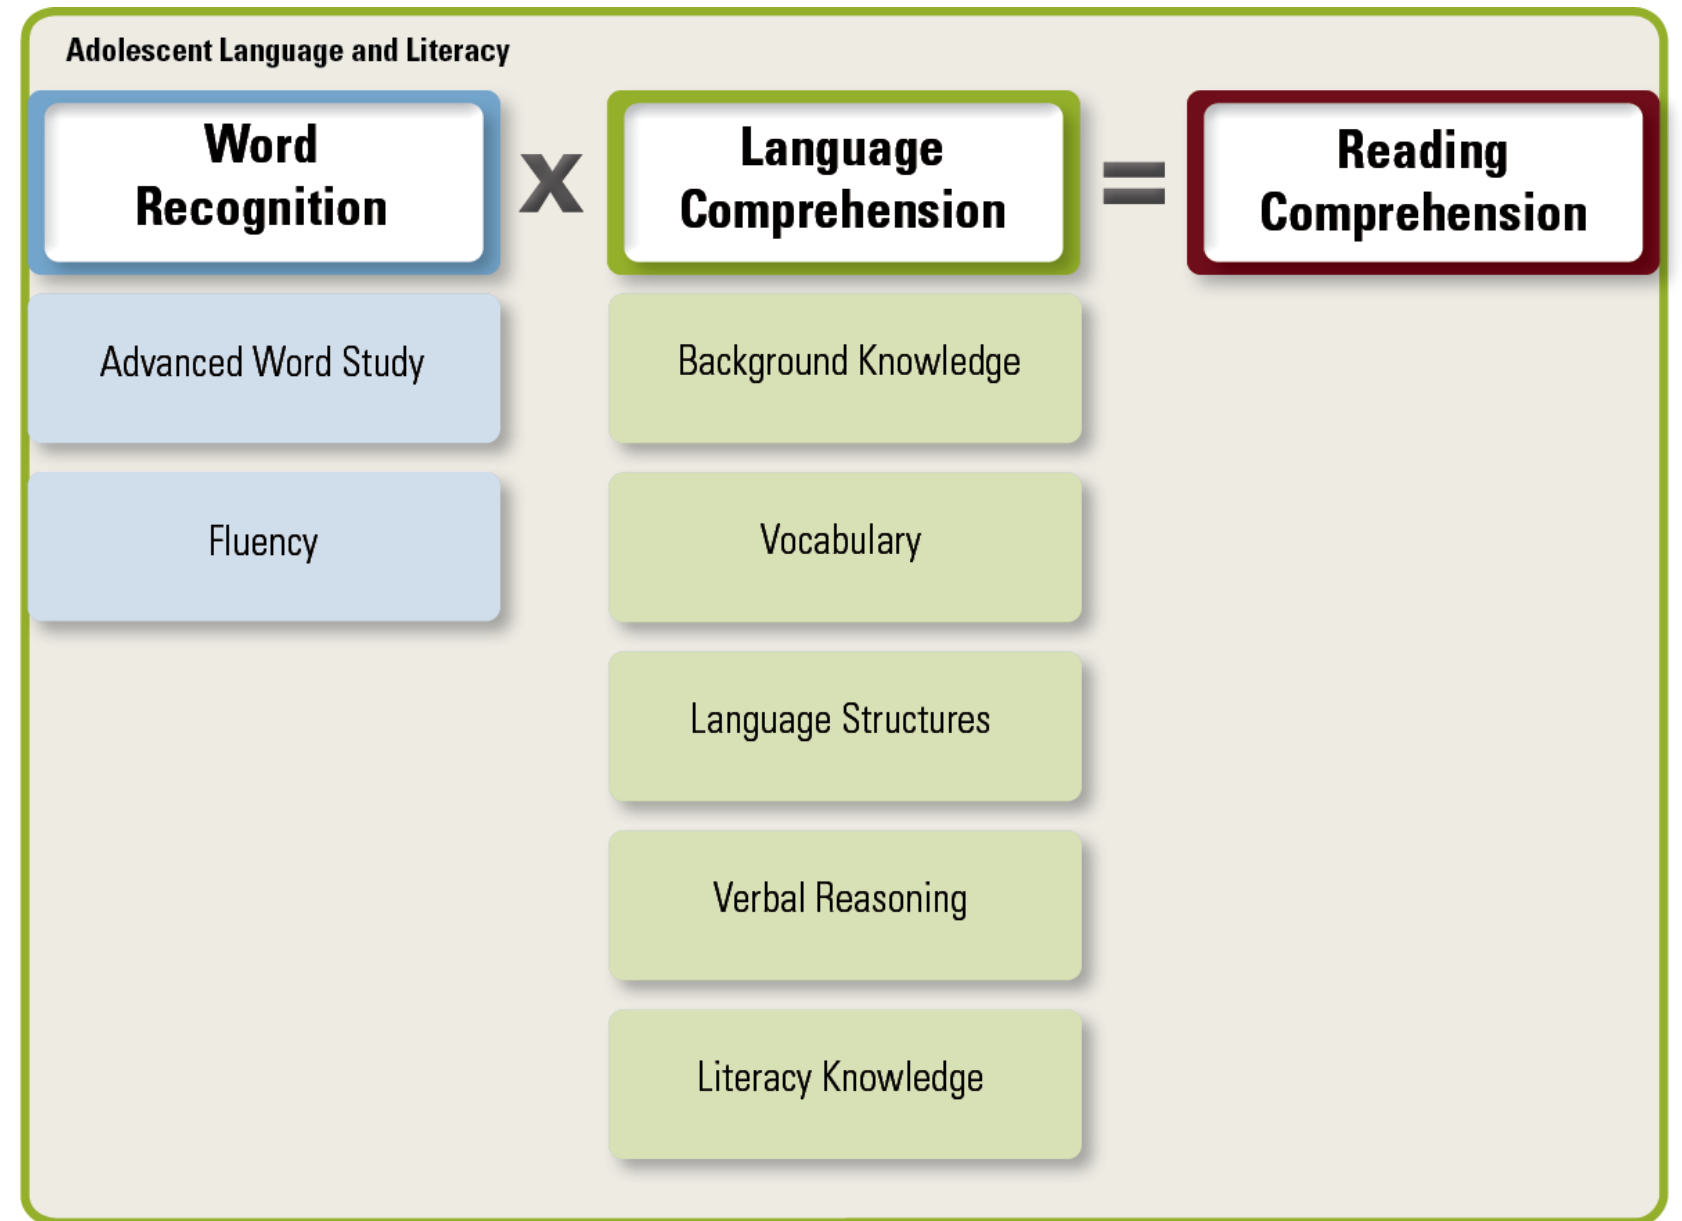 Adolescent Language and Literacy
Word
Recognition
x
Language
Comprehension
=
Reading
Comprehension
Advanced Word Study
Fluency
Background Knowledge
Vocabulary
Language Structures
Verbal Reasoning
Literacy Knowledge